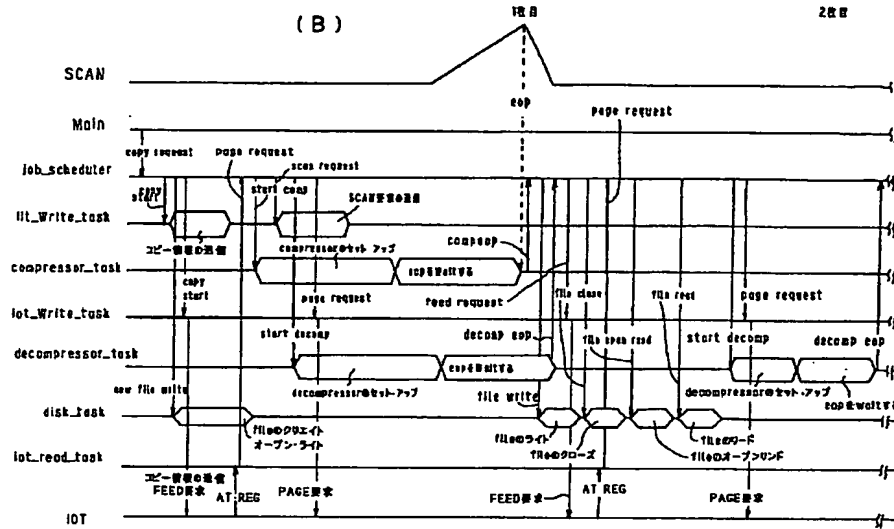 (B)
1枚目
2枚目
SCAN
eop
page request
Main
copy request
page request
scan request
job_scheduler
copy start
start comp
iit_Write_task
SCAN要求の送信
コピー情報の送信
compressorのセットアップ
compeop
compressor_task
eopをwaitする
copy start
page request
feed request
file close
file read
page request
iot_Write_task
start decomp
decomp eop
file open read
start decomp
decomp eop
decompressor_task
eopをwaitする
new file write
decompressorのセットアップ
file write
decompressorのセットアップ
eopをwaitする
disk_task
fileのクリエイト
オープン・ライト
fileのライト
fileのクローズ
fileのリード
fileのオープンリード
iot_read_task
コピー情報の送信
FEED要求
AT REG
PAGE要求
FEED要求
AT REG
PAGE要求
IOT